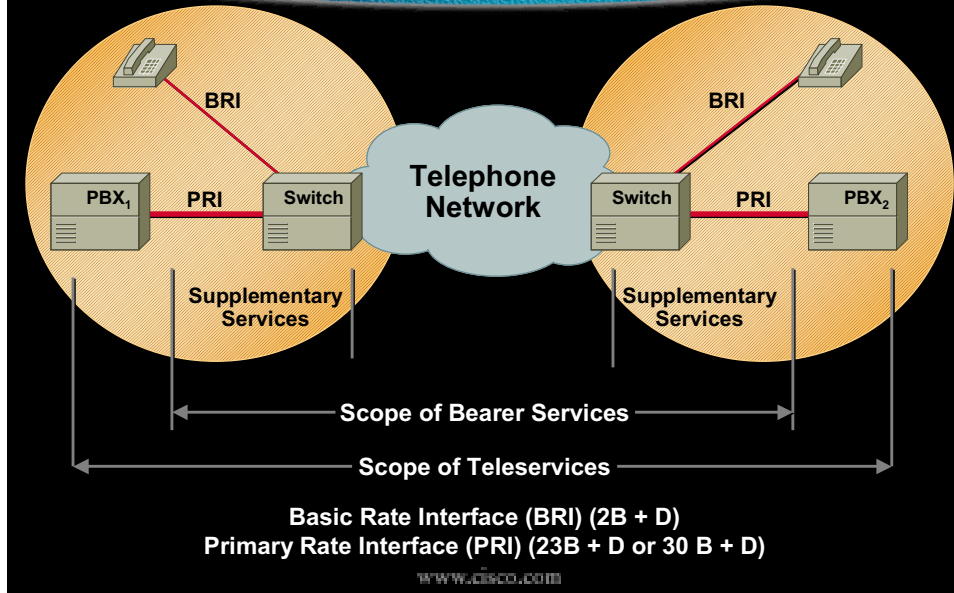 BRI
BRI
PBX₁
PRI
Switch
Telephone
Network
Switch
PRI
PBX₂
Supplementary
Services
Supplementary
Services
Scope of Bearer Services
Scope of Teleservices
Basic Rate Interface (BRI) (2B + D)
Primary Rate Interface (PRI) (23B + D or 30 B + D)
www.cisco.com